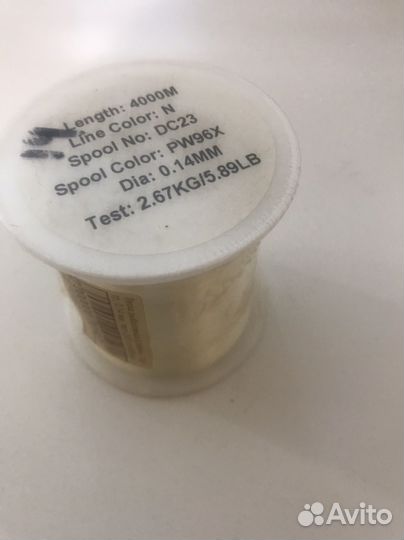 Length: 4000M
Line Color: N
Spool No: DC23
Spool Color: PW96X
Dia: 0.14MM
Test: 2.67KG/5.89LB
Avito